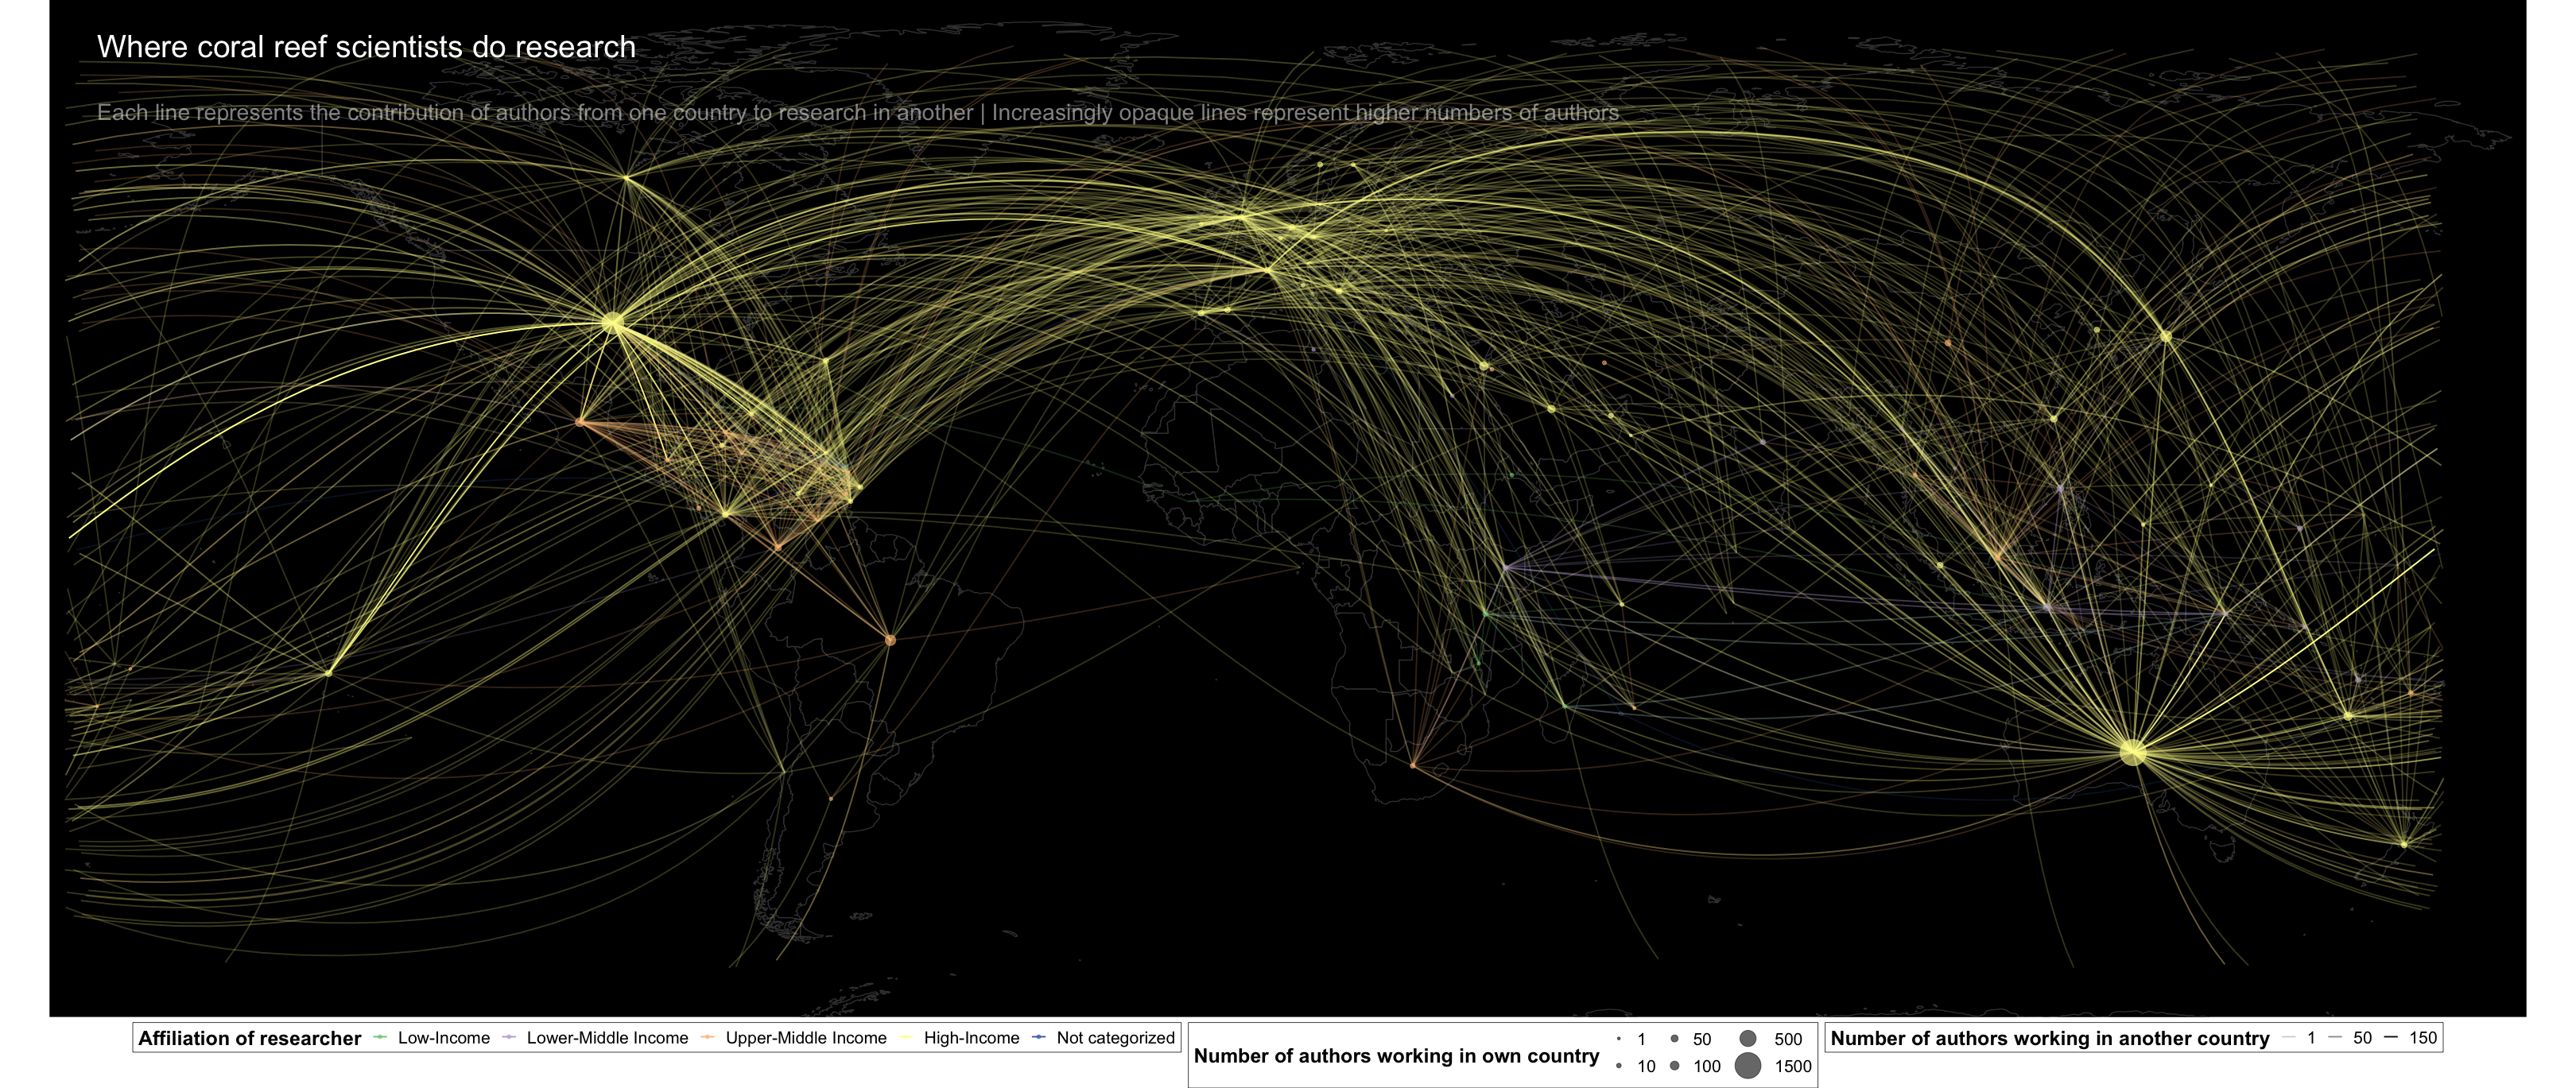 Where coral reef scientists do research
Each line represents the contribution of authors from one country to research in another | Increasingly opaque lines represent higher numbers of authors
Affiliation of researcher Low-Income Lower-Middle Income Upper-Middle Income High-Income Not categorized
Number of authors working in own country 1 50 500
10 100 1500
Number of authors working in another country 1 50 150